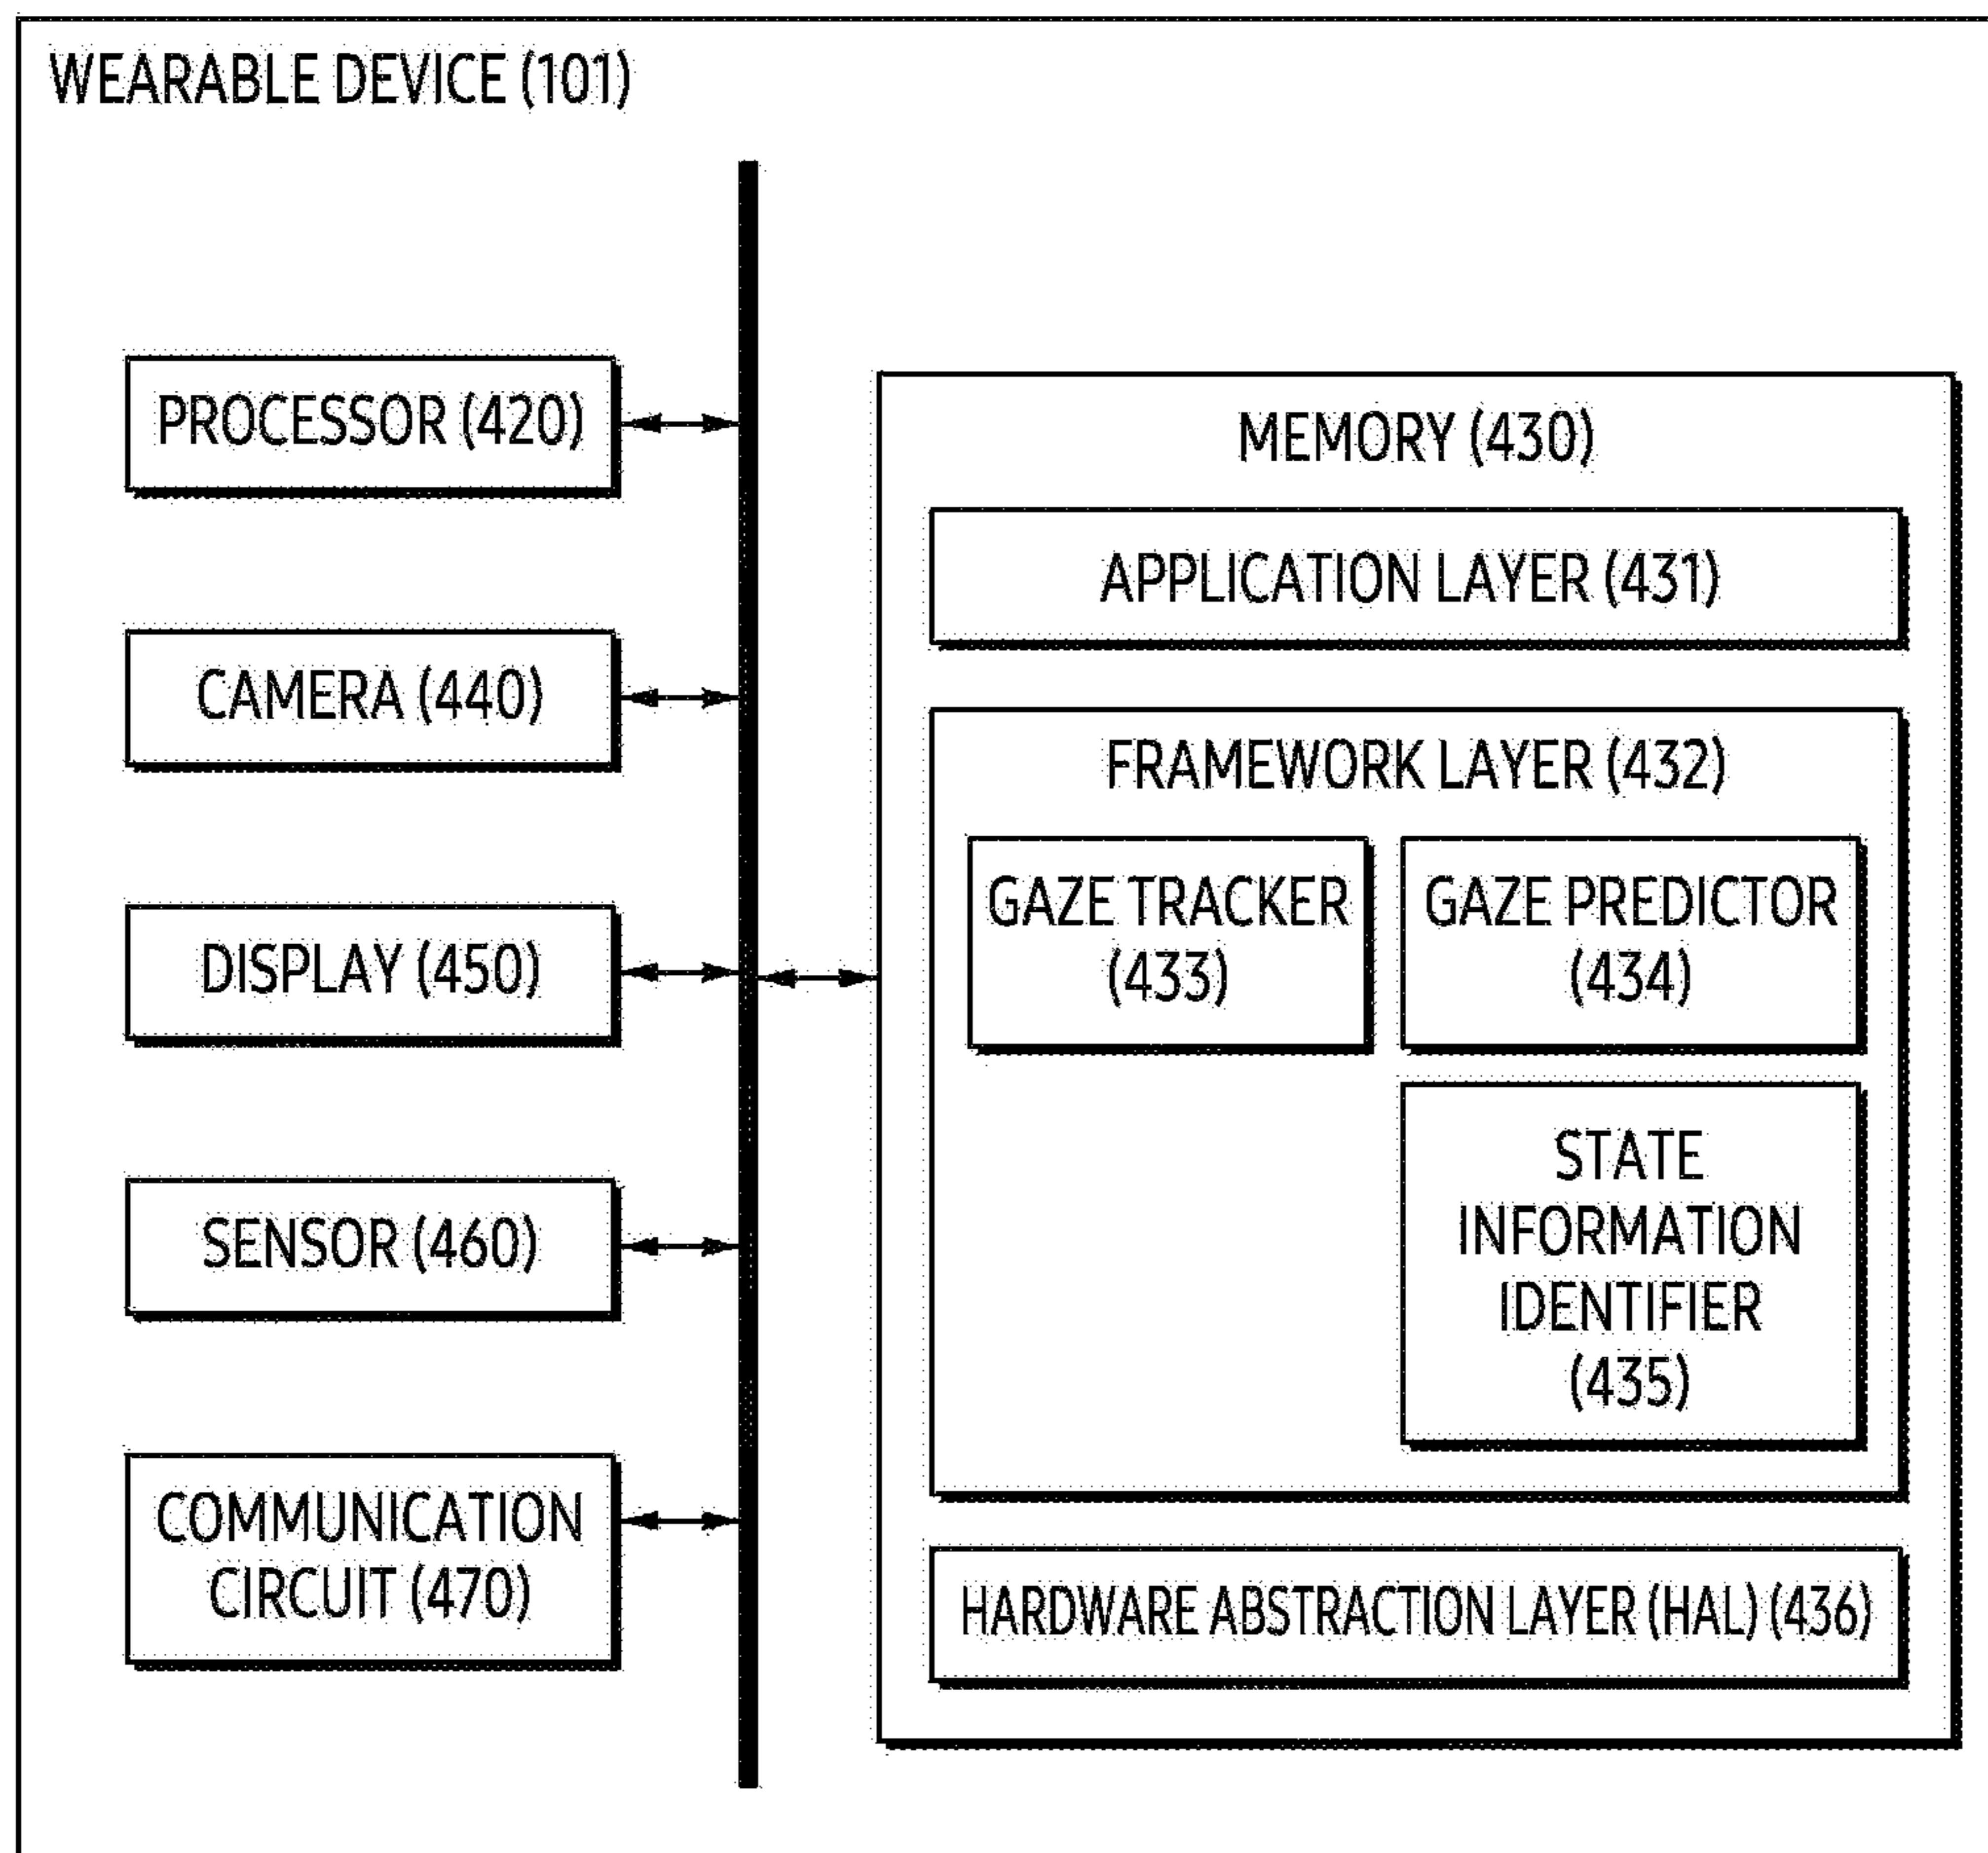 WEARABLE DEVICE (101)
PROCESSOR (420)
CAMERA (440)
DISPLAY (450)
SENSOR (460)
COMMUNICATION
CIRCUIT (470)
MEMORY (430)
APPLICATION LAYER (431)
FRAMEWORK LAYER (432)
GAZE TRACKER
(433)
GAZE PREDICTOR
(434)
STATE
INFORMATION
IDENTIFIER
(435)
HARDWARE ABSTRACTION LAYER (HAL) (436)